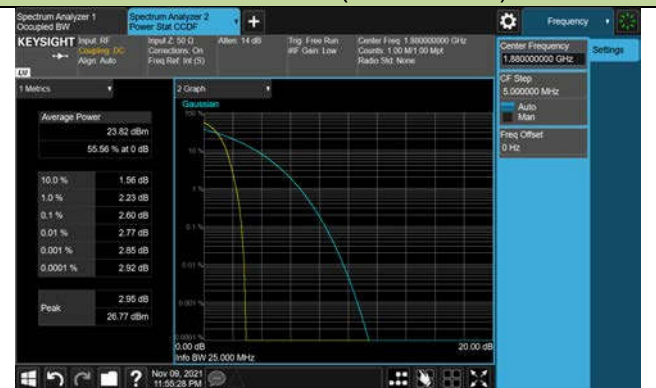 Spectrum Analyzer 1
Occupied BW
Spectrum Analyzer 2
Power Stat CCDF
Frequency
KEYSIGHT
Input: RF
Coupling: DC
Align: Auto
Input Z: 50 Ω
Corrections: On
Freq Ref: Int (S)
Atten: 14 dB
Trig: Free Run
#IF Gain: Low
Center Freq: 1.880000000 GHz
Counts: 1.00 M/1.00 Mpt
Radio Std: None
LXI
Center Frequency
1.880000000 GHz
Settings
CF Step
5.000000 MHz
Auto
Man
Freq Offset
0 Hz
1 Metrics
Average Power
23.82 dBm
55.56 % at 0 dB
10.0 % 1.56 dB
1.0 % 2.23 dB
0.1 % 2.60 dB
0.01 % 2.77 dB
0.001 % 2.85 dB
0.0001 % 2.92 dB
Peak
2.95 dB
26.77 dBm
2 Graph
Gaussian
100 %
10 %
1 %
0.1 %
0.01 %
0.001 %
0.0001 %
0.00 dB
20.00 dB
Info BW 25.000 MHz
Nov 09, 2021
11:55:28 PM